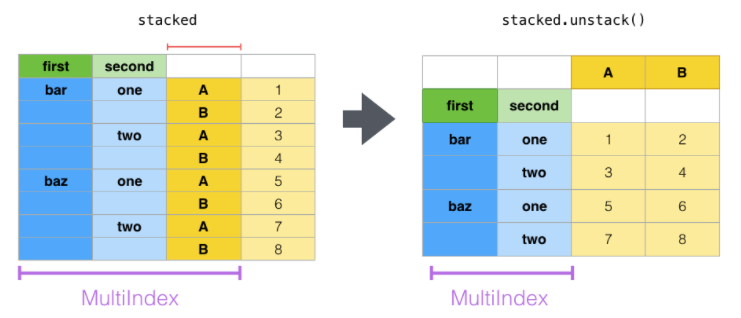 stacked
first second
bar one A 1
B 2
two A 3
B 4
baz one A 5
B 6
two A 7
B 8
MultiIndex
stacked.unstack()
A B
first second
bar one 1 2
two 3 4
baz one 5 6
two 7 8
MultiIndex